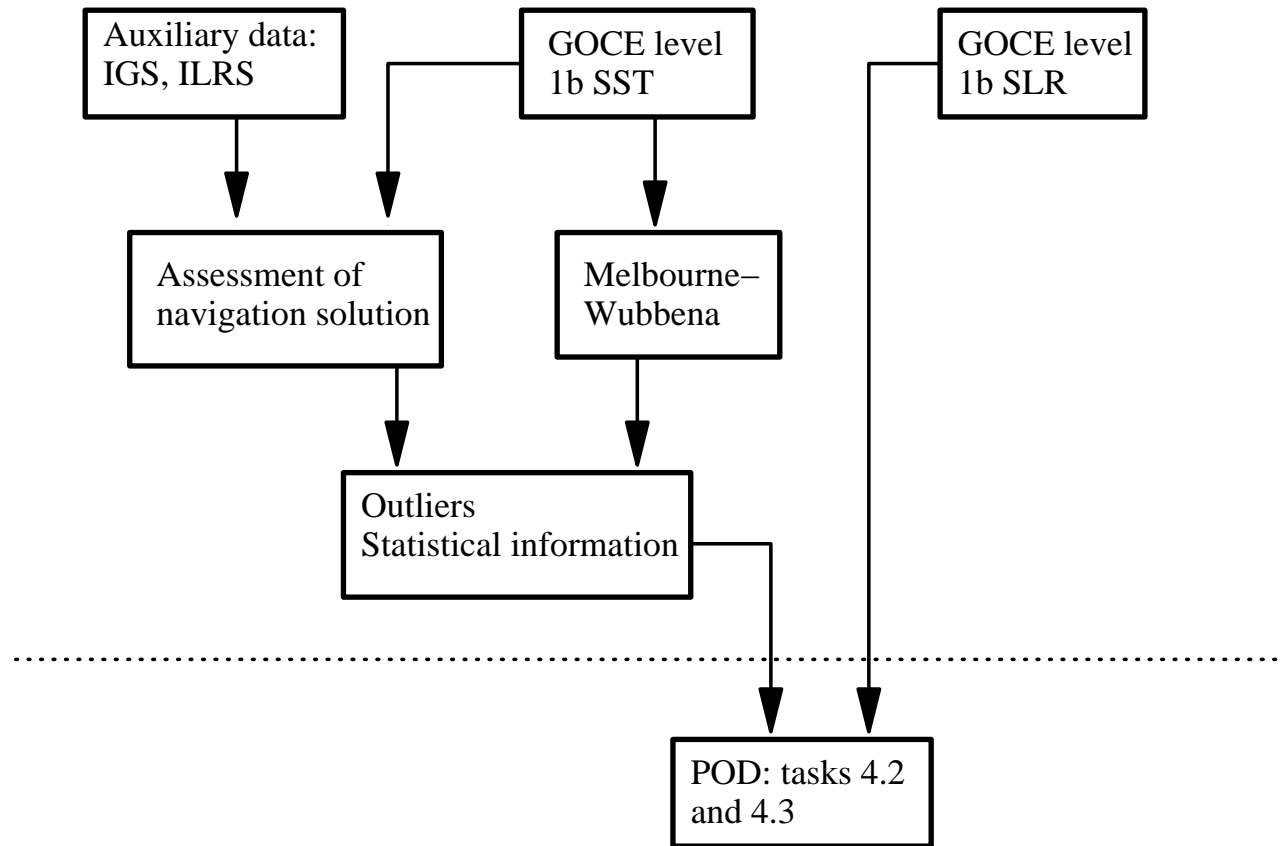 Auxiliary data:
IGS, ILRS
GOCE level
1b SST
GOCE level
1b SLR
Assessment of
navigation solution
Melbourne–
Wubbena
Outliers
Statistical information
POD: tasks 4.2
and 4.3